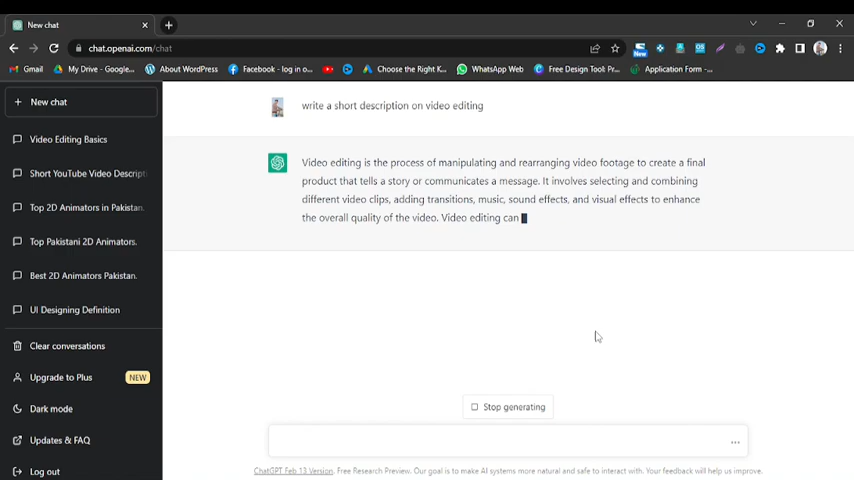 New chat
chat.openai.com/chat
New
Gmail
My Drive - Google...
About WordPress
Facebook - log in o...
Choose the Right K...
WhatsApp Web
Free Design Tool: Pr...
Application Form -...
New chat
write a short description on video editing
Video Editing Basics
Short YouTube Video Descript
Top 2D Animators in Pakistan.
Top Pakistani 2D Animators.
Best 2D Animators Pakistan.
UI Designing Definition
Video editing is the process of manipulating and rearranging video footage to create a final
product that tells a story or communicates a message. It involves selecting and combining
different video clips, adding transitions, music, sound effects, and visual effects to enhance
the overall quality of the video. Video editing can
Clear conversations
Upgrade to Plus
NEW
Dark mode
Updates & FAQ
Log out
Stop generating
ChatGPT Feb 13 Version. Free Research Preview. Our goal is to make AI systems more natural and safe to interact with. Your feedback will help us improve.